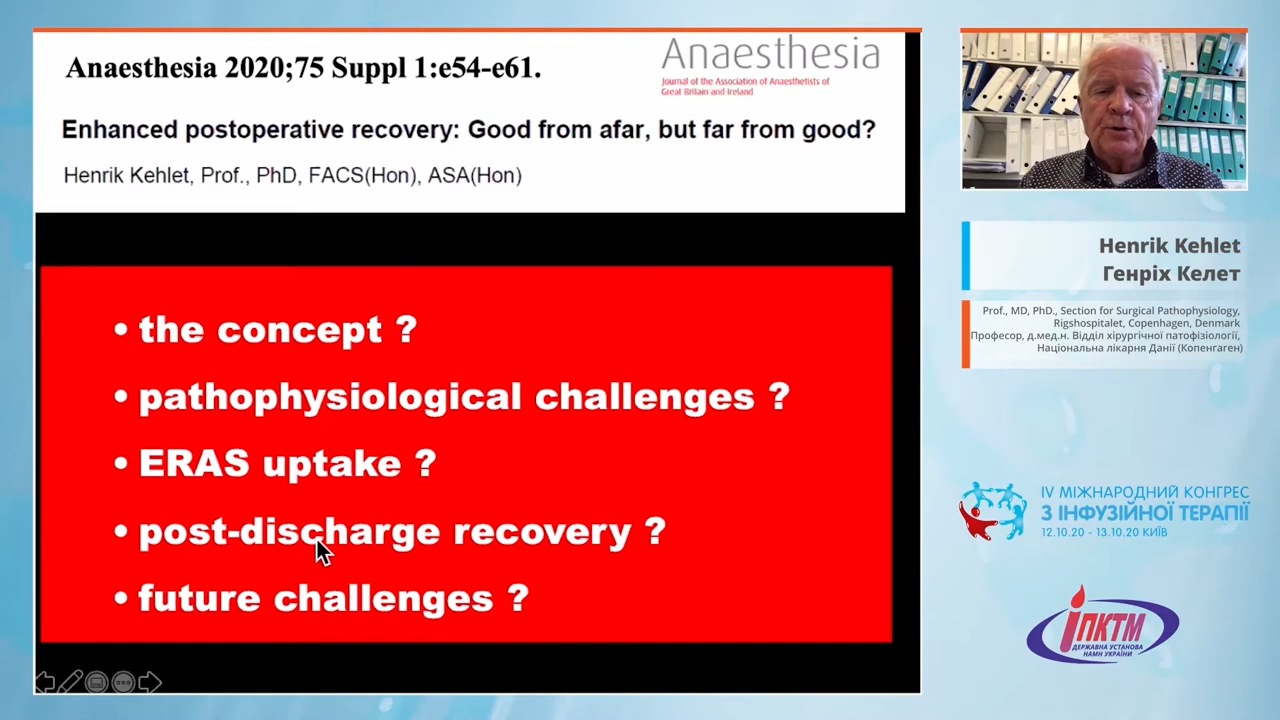 Anaesthesia 2020;75 Suppl 1:e54-e61.
Anaesthesia
Journal of the Association of Anaesthetists of
Great Britain and Ireland
Enhanced postoperative recovery: Good from afar, but far from good?
Henrik Kehlet, Prof., PhD, FACS(Hon), ASA(Hon)
• the concept ?
• pathophysiological challenges ?
• ERAS uptake ?
• post-discharge recovery ?
• future challenges ?
Henrik Kehlet
Генріх Келет
Prof., MD, PhD., Section for Surgical Pathophysiology,
Rigshospitalet, Copenhagen, Denmark
Професор, д.мед.н. Відділ хірургічної патофізіології,
Національна лікарня Данії (Копенгаген)
IV МІЖНАРОДНИЙ КОНГРЕС
З ІНФУЗІЙНОЇ ТЕРАПІЇ
12.10.20 - 13.10.20 КИЇВ
ІПКТМ
ДЕРЖАВНА УСТАНОВА
НАМН УКРАЇНИ